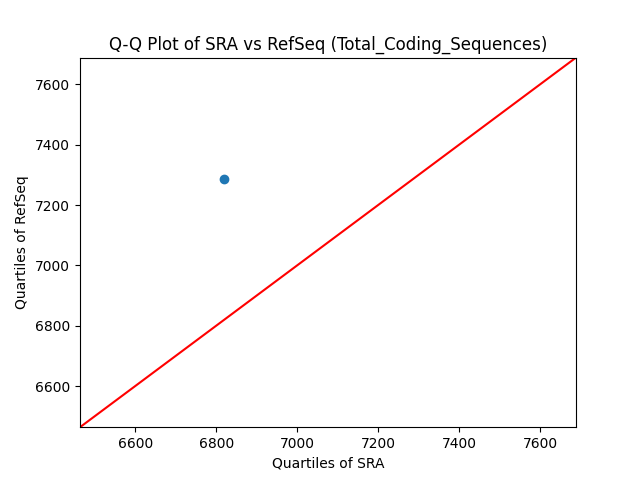 Q-Q Plot of SRA vs RefSeq (Total_Coding_Sequences)
7600
7400
7200
7000
6800
6600
Quartiles of RefSeq
6600 6800 7000 7200 7400 7600
Quartiles of SRA